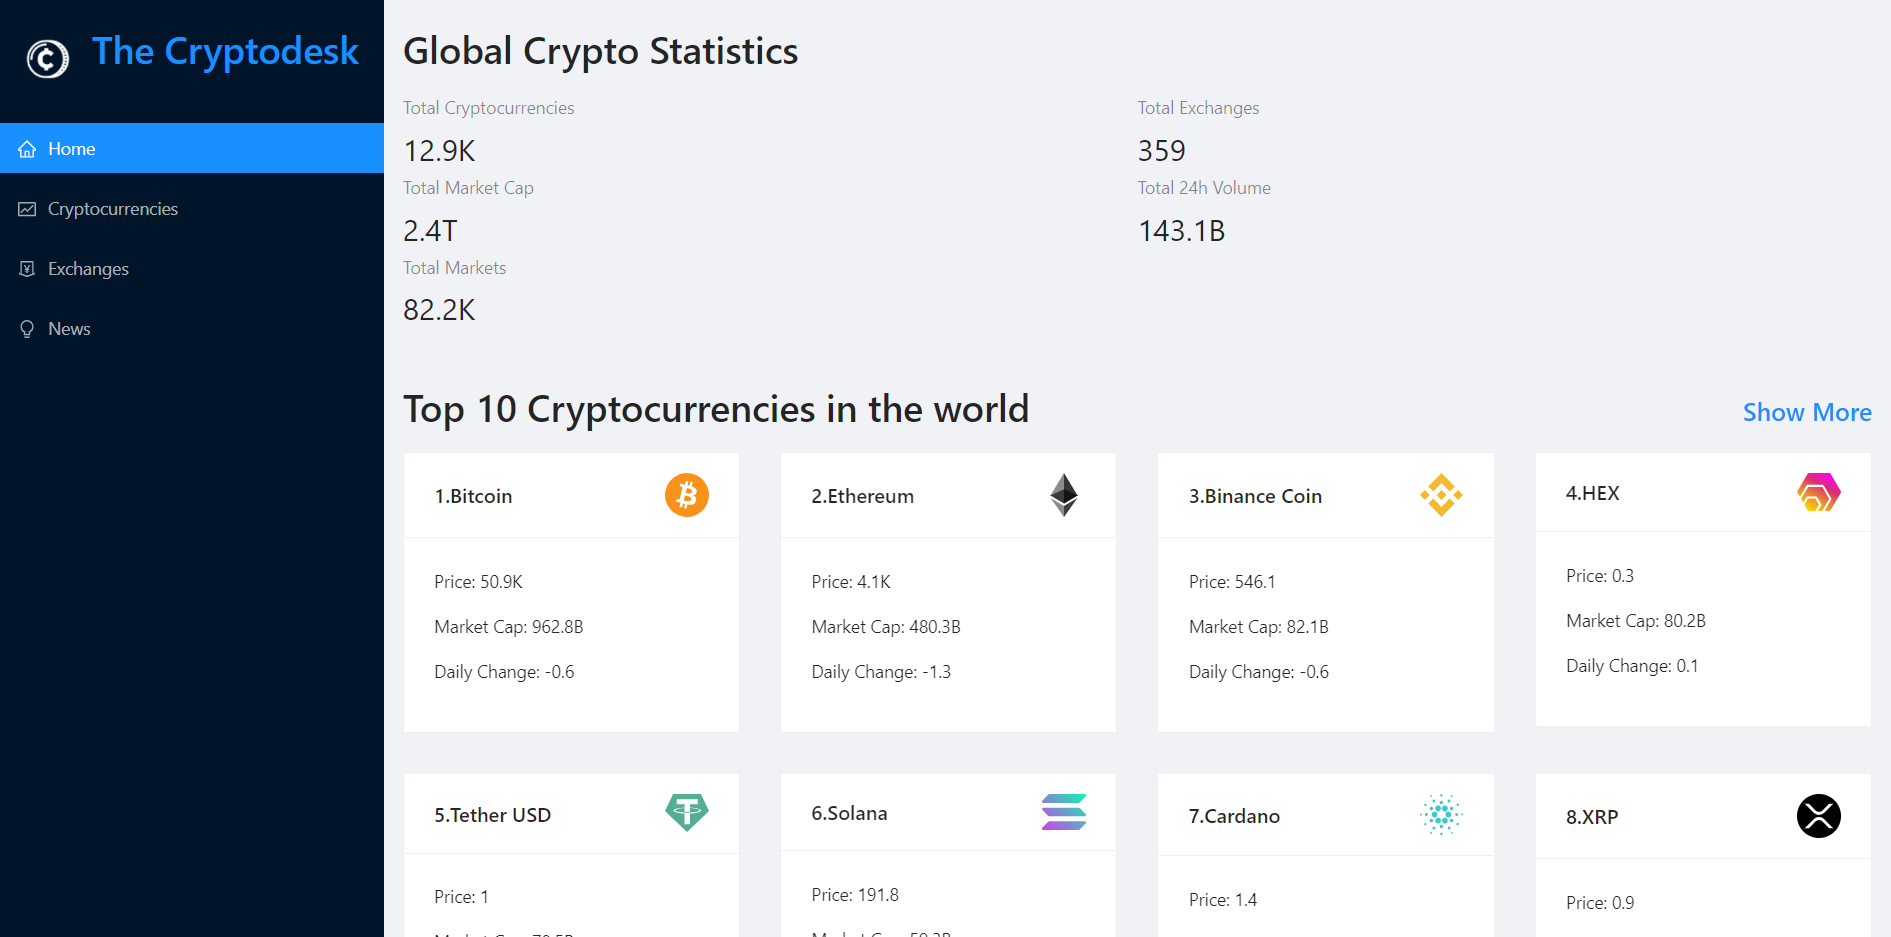 The Cryptodesk
Home
Cryptocurrencies
Exchanges
News
Global Crypto Statistics
Total Cryptocurrencies
12.9K
Total Exchanges
359
Total Market Cap
2.4T
Total 24h Volume
143.1B
Total Markets
82.2K
Top 10 Cryptocurrencies in the world
Show More
1.Bitcoin
Price: 50.9K
Market Cap: 962.8B
Daily Change: -0.6
2.Ethereum
Price: 4.1K
Market Cap: 480.3B
Daily Change: -1.3
3.Binance Coin
Price: 546.1
Market Cap: 82.1B
Daily Change: -0.6
4.HEX
Price: 0.3
Market Cap: 80.2B
Daily Change: 0.1
5.Tether USD
Price: 1
6.Solana
Price: 191.8
7.Cardano
Price: 1.4
8.XRP
Price: 0.9